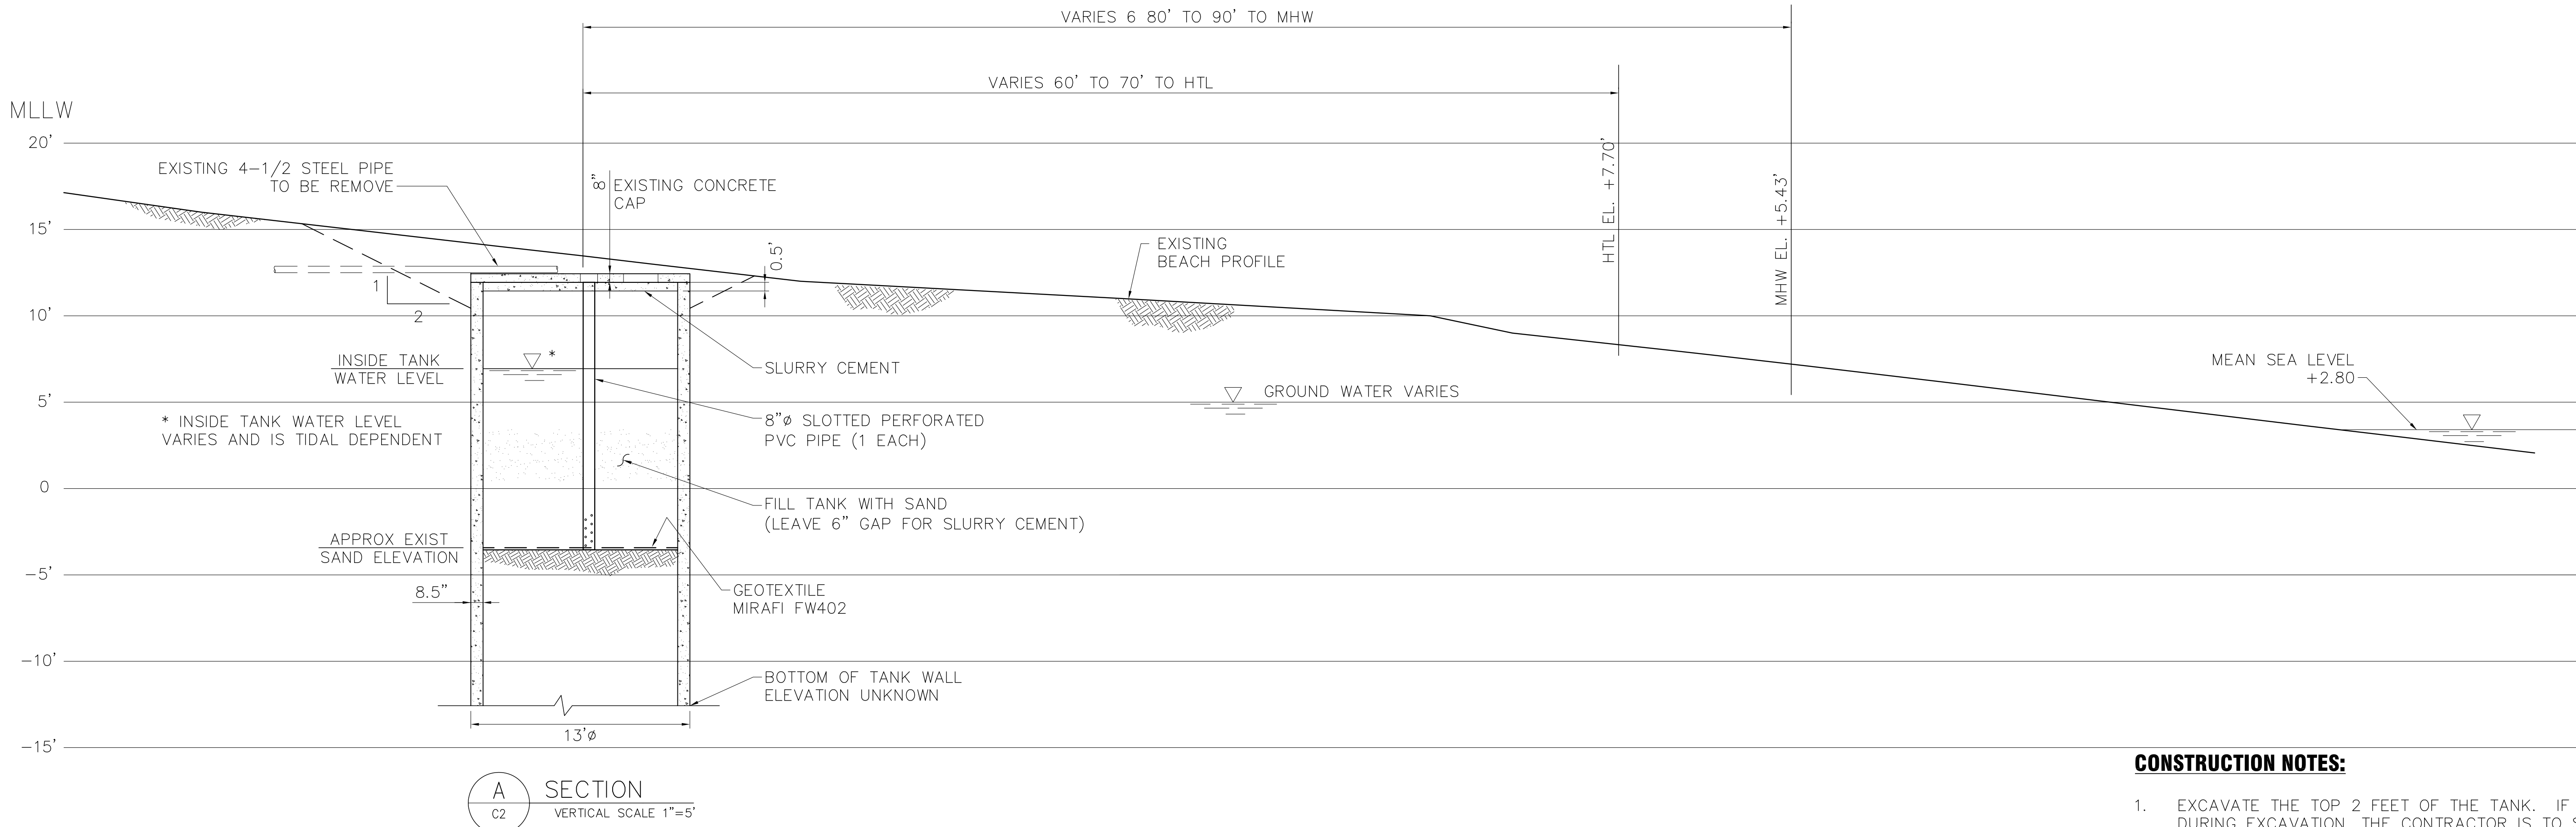 VARIES 6 80' TO 90' TO MHW
VARIES 60' TO 70' TO HTL
MLLW
20'
15'
10'
5'
0
-5'
-10'
-15'
EXISTING 4-1/2 STEEL PIPE
TO BE REMOVE
8"
EXISTING CONCRETE
CAP
0.5'
1
2
EXISTING
BEACH PROFILE
HTL EL. +7.70'
MHW EL. +5.43'
INSIDE TANK
WATER LEVEL
*
* INSIDE TANK WATER LEVEL
VARIES AND IS TIDAL DEPENDENT
SLURRY CEMENT
8"ø SLOTTED PERFORATED
PVC PIPE (1 EACH)
GROUND WATER VARIES
MEAN SEA LEVEL
+2.80
FILL TANK WITH SAND
(LEAVE 6" GAP FOR SLURRY CEMENT)
APPROX EXIST
SAND ELEVATION
8.5"
GEOTEXTILE
MIRAFI FW402
BOTTOM OF TANK WALL
ELEVATION UNKNOWN
13'ø
A
C2
SECTION
VERTICAL SCALE 1"=5'
CONSTRUCTION NOTES:
1. EXCAVATE THE TOP 2 FEET OF THE TANK. IF
DURING EXCAVATION, THE CONTRACTOR IS TO